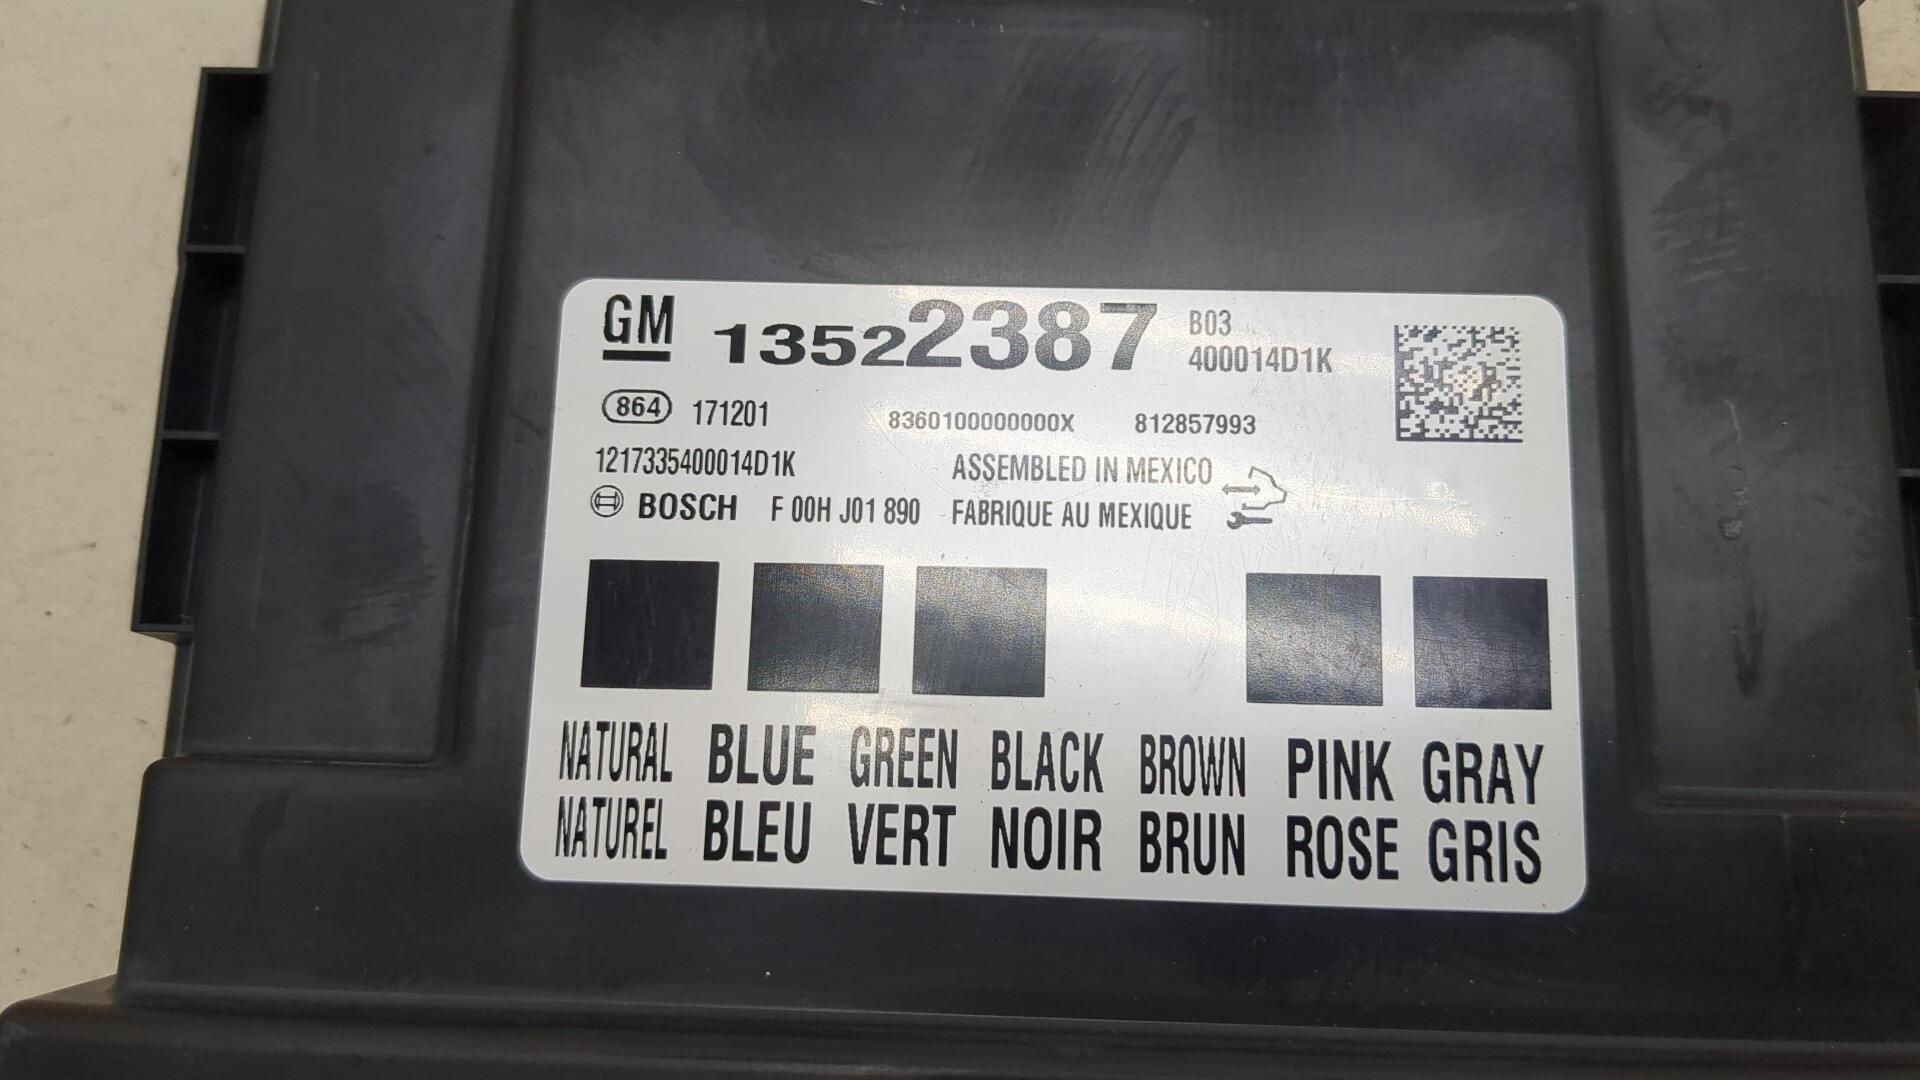 GM 13522387 B03
400014D1K
864 171201 8360100000000X 812857993
1217335400014D1K ASSEMBLED IN MEXICO
BOSCH F 00H J01 890 FABRIQUE AU MEXIQUE
NATURAL BLUE GREEN BLACK BROWN PINK GRAY
NATUREL BLEU VERT NOIR BRUN ROSE GRIS